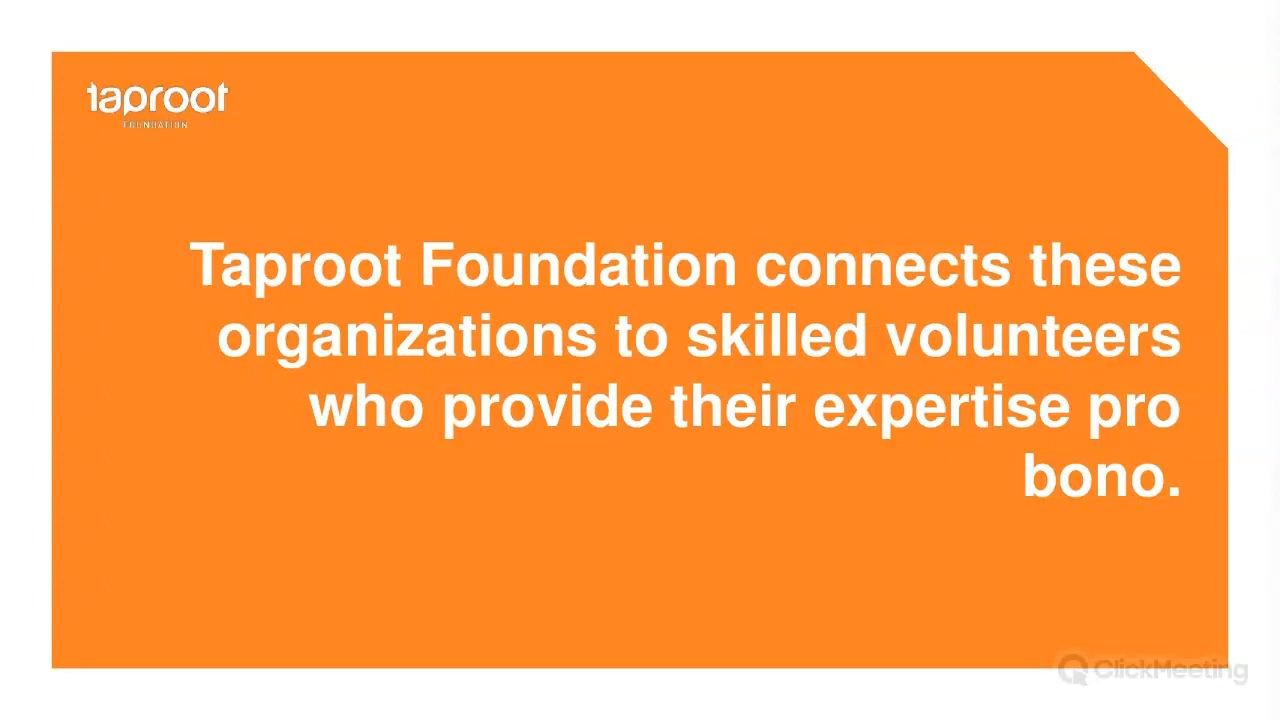 taproot
FOUNDATION
Taproot Foundation connects these
organizations to skilled volunteers
who provide their expertise pro
bono.
ClickMeeting